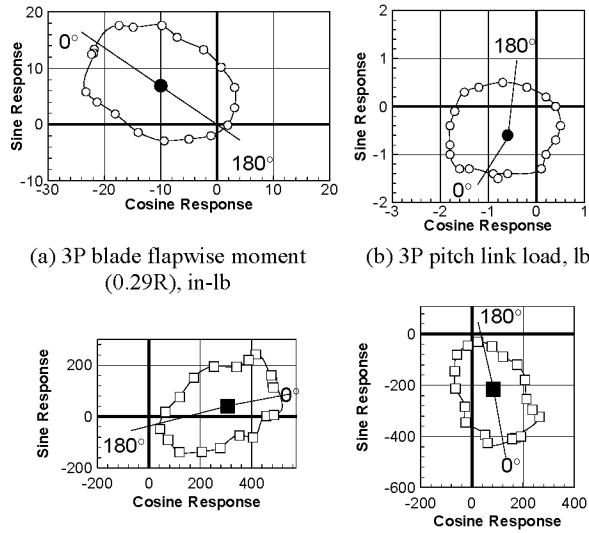 20
10
0
-10
Sine Response
0°
180°
-30 -20 -10 0 10 20
Cosine Response
(a) 3P blade flapwise moment
(0.29R), in-lb
2
1
0
-1
-2
Sine Response
180°
0°
-3 -2 -1 0 1
Cosine Response
(b) 3P pitch link load, lb
200
0
-200
Sine Response
0°
180°
-200 0 200 400
Cosine Response
0
-200
-400
-600
Sine Response
180°
0°
-200 0 200 400
Cosine Response